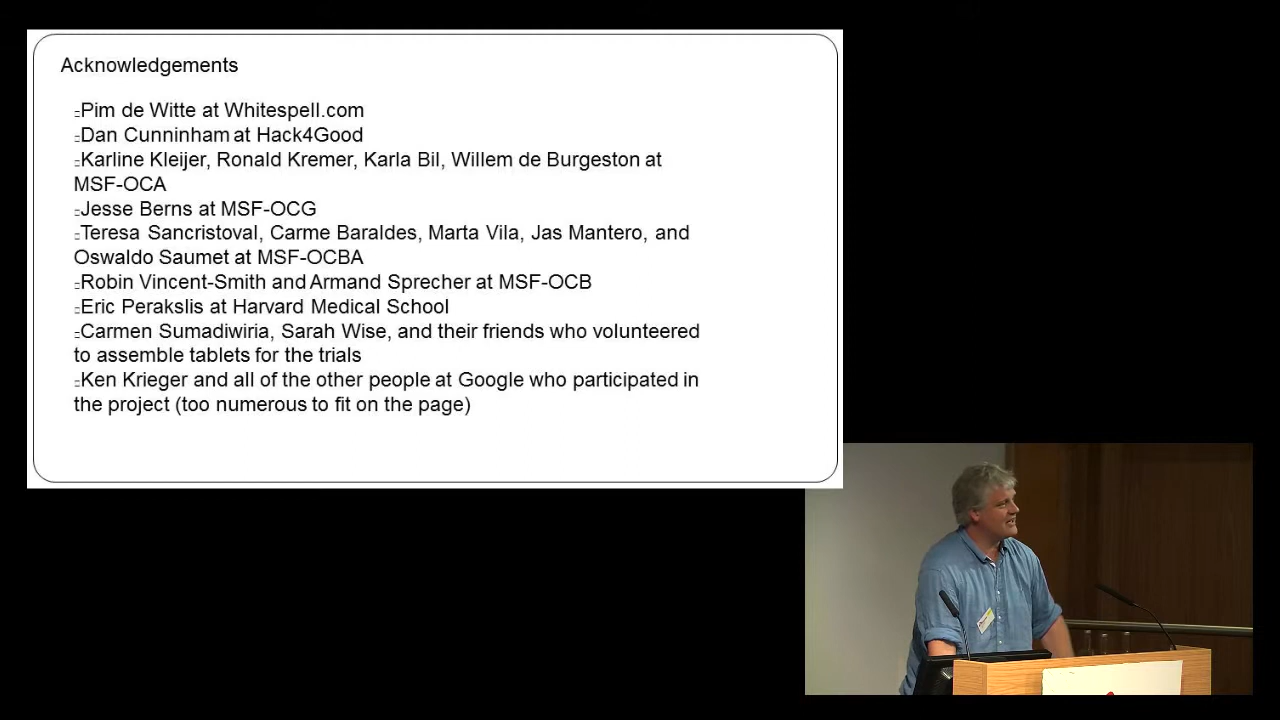 Acknowledgements
Pim de Witte at Whitespell.com
Dan Cunninham at Hack4Good
Karline Kleijer, Ronald Kremer, Karla Bil, Willem de Burgeston at
MSF-OCA
Jesse Berns at MSF-OCG
Teresa Sancristoval, Carme Baraldes, Marta Vila, Jas Mantero, and
Oswaldo Saumet at MSF-OCBA
Robin Vincent-Smith and Armand Sprecher at MSF-OCB
Eric Perakslis at Harvard Medical School
Carmen Sumadiwiria, Sarah Wise, and their friends who volunteered
to assemble tablets for the trials
Ken Krieger and all of the other people at Google who participated in
the project (too numerous to fit on the page)